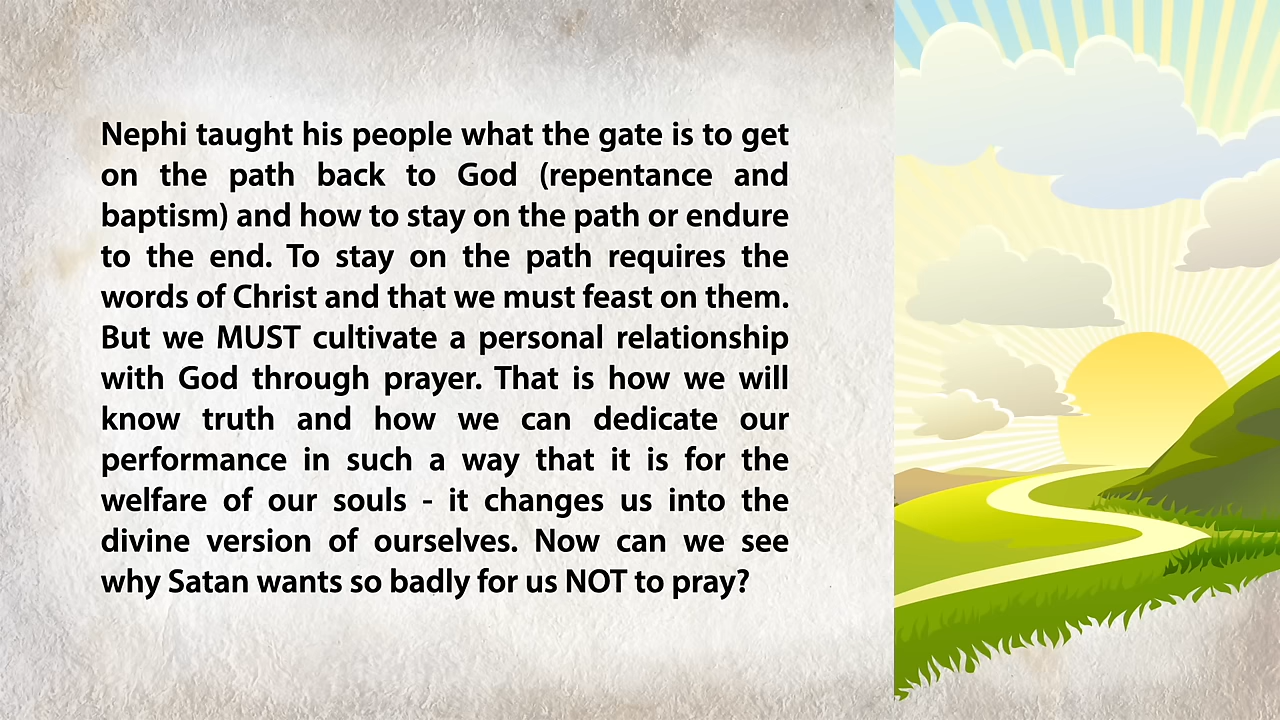 Nephi taught his people what the gate is to get
on the path back to God (repentance and
baptism) and how to stay on the path or endure
to the end. To stay on the path requires the
words of Christ and that we must feast on them.
But we MUST cultivate a personal relationship
with God through prayer. That is how we will
know truth and how we can dedicate our
performance in such a way that it is for the
welfare of our souls - it changes us into the
divine version of ourselves. Now can we see
why Satan wants so badly for us NOT to pray?